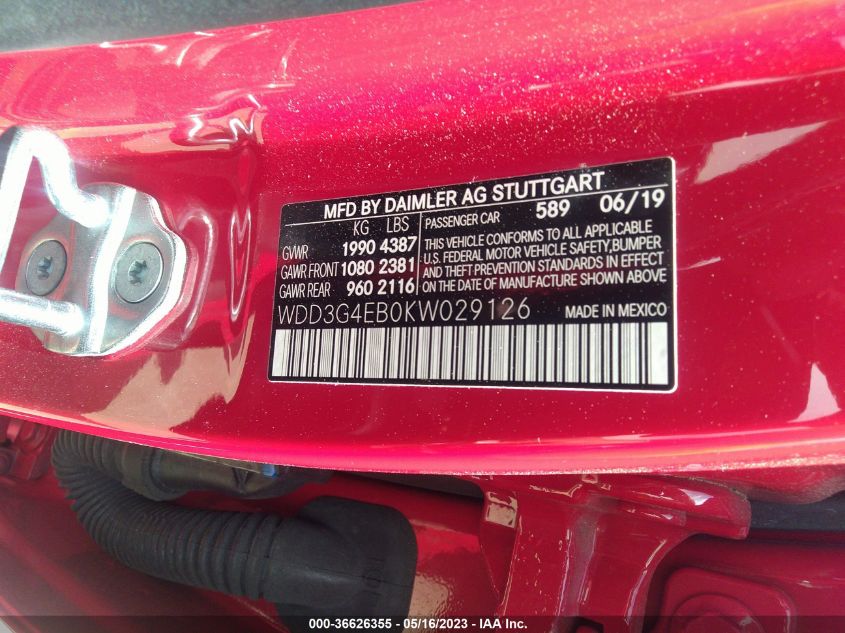 MFD BY DAIMLER AG STUTTGART
KG LBS
GVWR 1990 4387
GAWR FRONT 1080 2381
GAWR REAR 960 2116
PASSENGER CAR 589 06/19
THIS VEHICLE CONFORMS TO ALL APPLICABLE
U.S. FEDERAL MOTOR VEHICLE SAFETY,BUMPER
AND THEFT PREVENTION STANDARDS IN EFFECT
ON THE DATE OF MANUFACTURE SHOWN ABOVE
WDD3G4EB0KW029126 MADE IN MEXICO
000-36626355 - 05/16/2023 - IAA Inc.